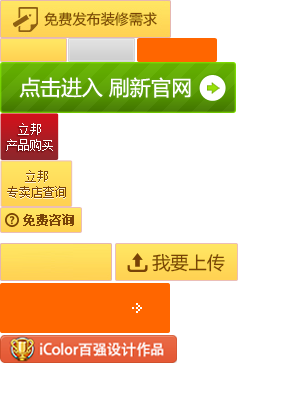 免费发布装修需求
点击进入 刷新官网
立邦
产品购买
立邦
专卖店查询
免费咨询
我要上传
iColor百强设计作品